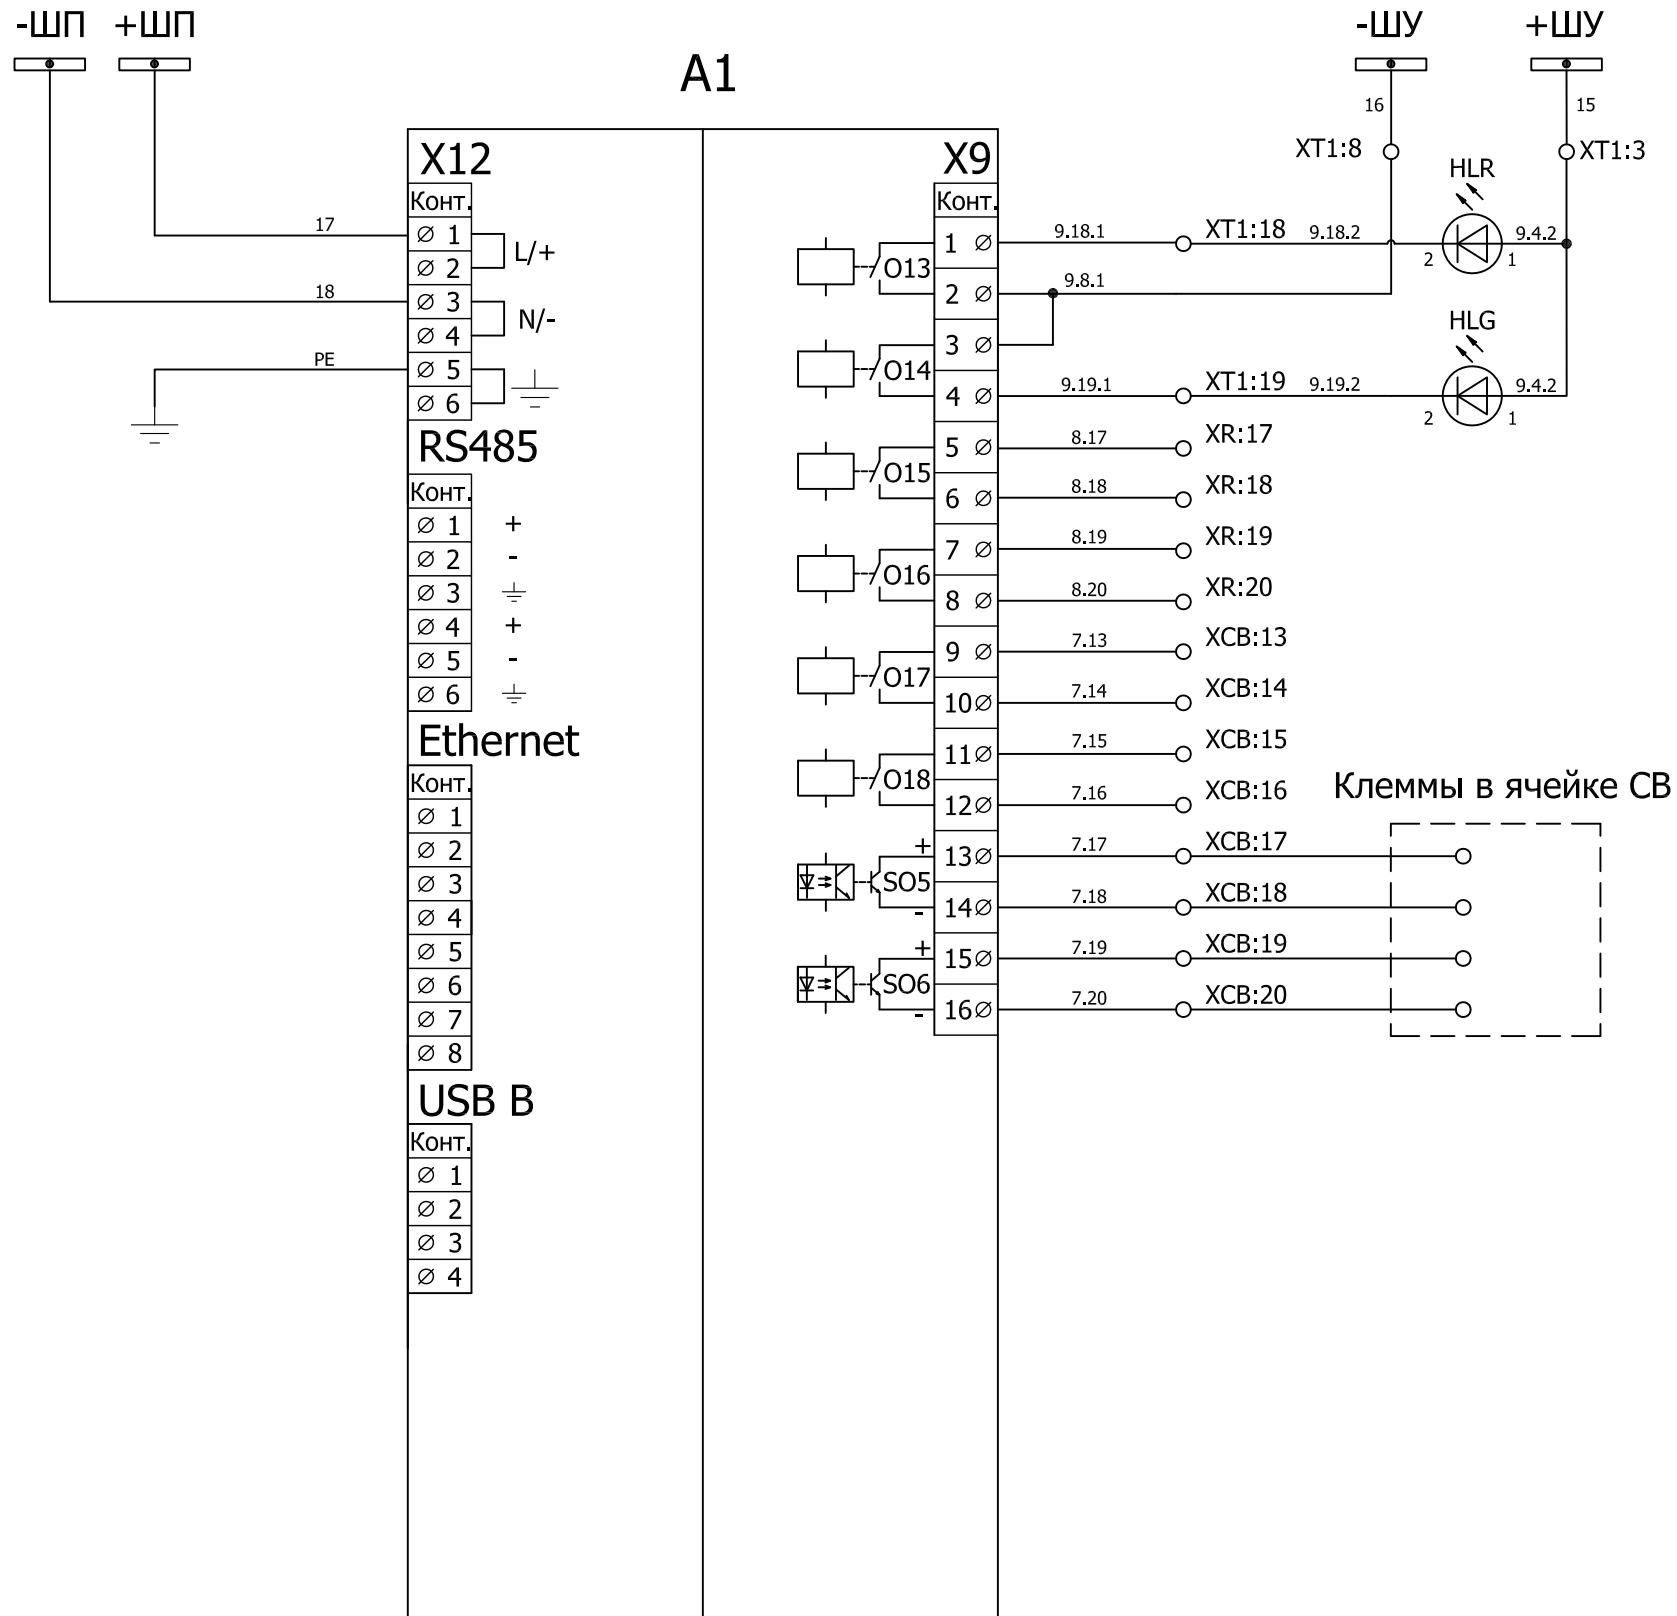 -ШП +ШП
-ШУ +ШУ
A1
16 15
XT1:8 XT1:3
X12
Конт.
17
1
2
L/+
18
3
4
N/-
PE
5
6
RS485
Конт.
1 +
2 -
3
4 +
5 -
6
Ethernet
Конт.
1
2
3
4
5
6
7
8
USB B
Конт.
1
2
3
4
X9
Конт.
HLR
O13 1 9.18.1 XT1:18 9.18.2 2 1 9.4.2
2 9.8.1
HLG
O14 3
4 9.19.1 XT1:19 9.19.2 2 1 9.4.2
O15 5 8.17 XR:17
6 8.18 XR:18
O16 7 8.19 XR:19
8 8.20 XR:20
O17 9 7.13 XCB:13
10 7.14 XCB:14
O18 11 7.15 XCB:15
12 7.16 XCB:16
Клеммы в ячейке СВ
+ SO5 13 7.17 XCB:17
- 14 7.18 XCB:18
+ SO6 15 7.19 XCB:19
- 16 7.20 XCB:20